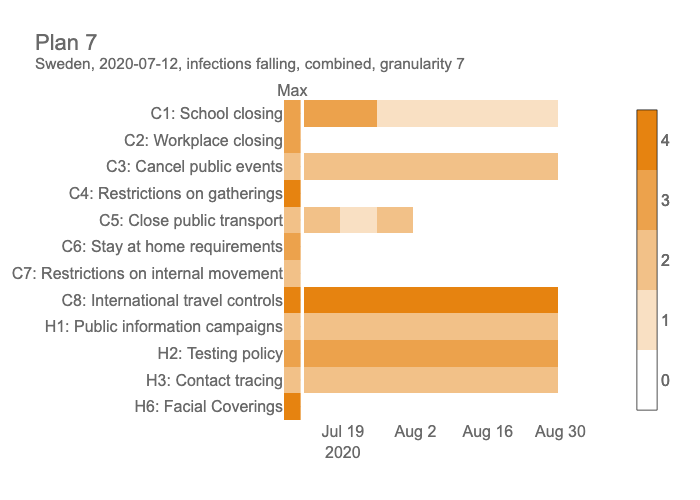 Plan 7
Sweden, 2020-07-12, infections falling, combined, granularity 7
Max
C1: School closing
C2: Workplace closing
C3: Cancel public events
C4: Restrictions on gatherings
C5: Close public transport
C6: Stay at home requirements
C7: Restrictions on internal movement
C8: International travel controls
H1: Public information campaigns
H2: Testing policy
H3: Contact tracing
H6: Facial Coverings
Jul 19 Aug 2 Aug 16 Aug 30
2020
4
3
2
1
0